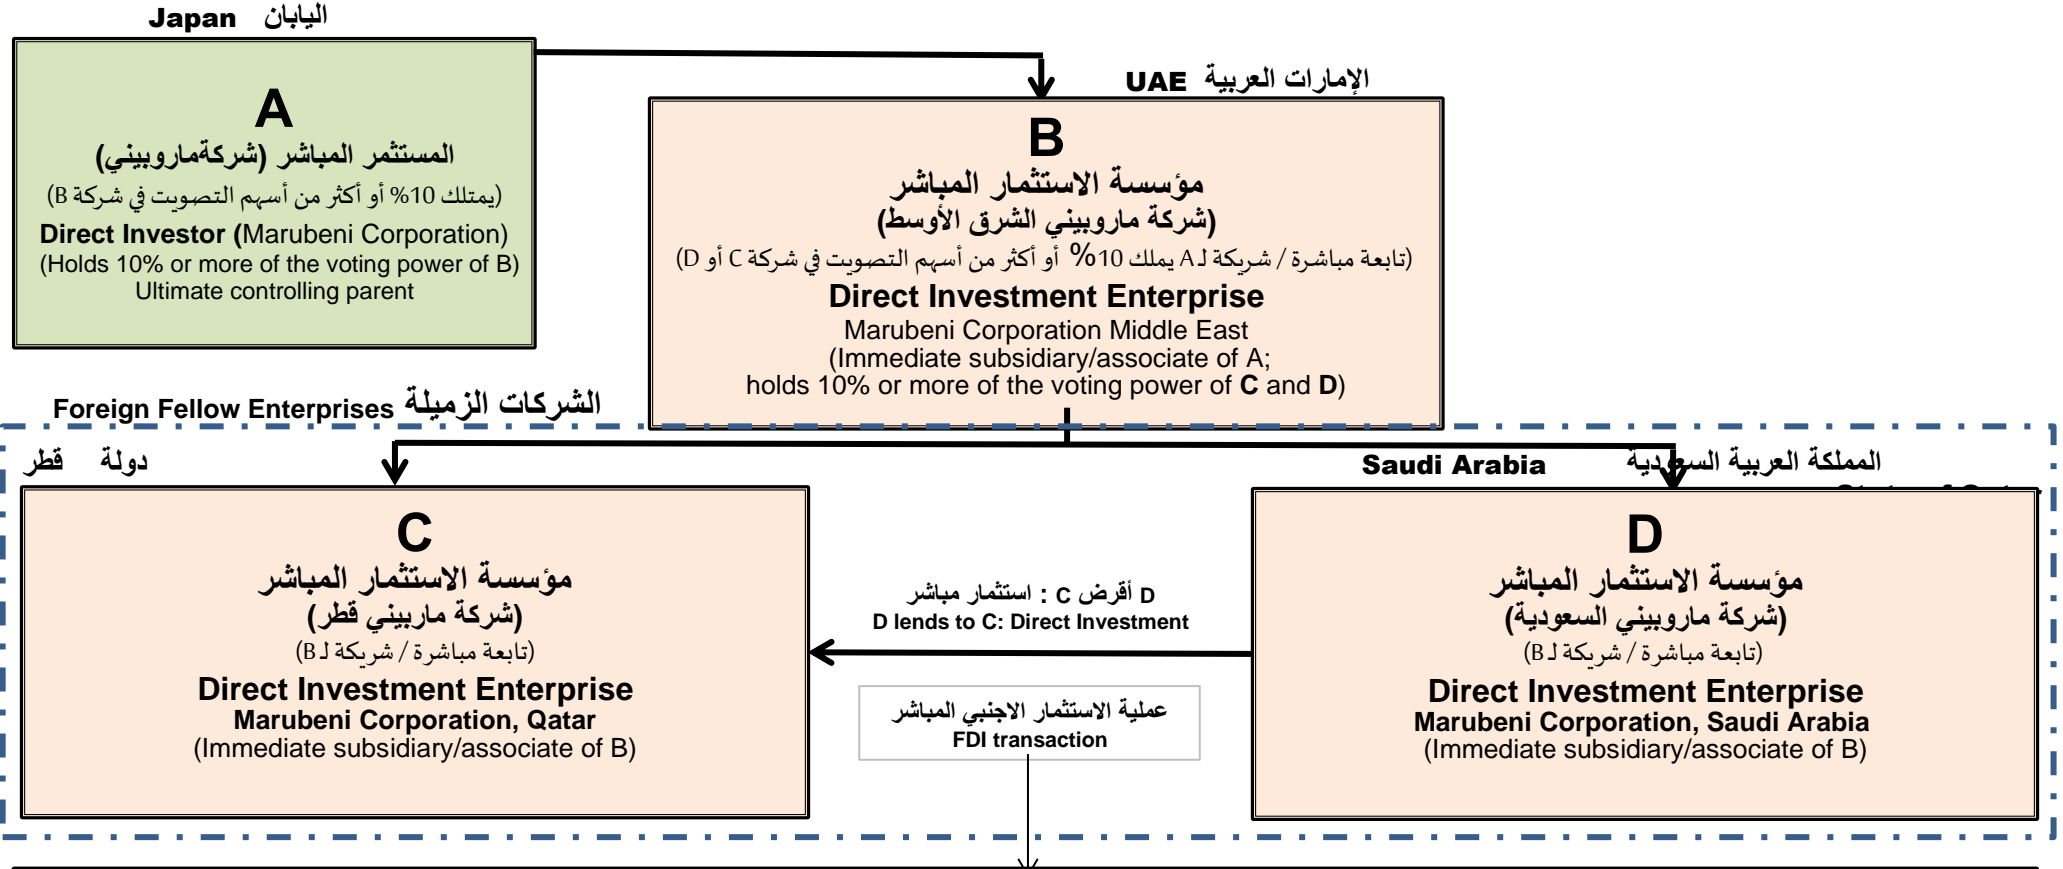 اليابان Japan
A
المستثمر المباشر (شركةماروبيني)
(يمتلك 10% أو أكثر من أسهم التصويت في شركة B)
Direct Investor (Marubeni Corporation)
(Holds 10% or more of the voting power of B)
Ultimate controlling parent
الإمارات العربية UAE
B
مؤسسة الاستثمار المباشر
(شركة ماروبيني الشرق الأوسط)
(تابعة مباشرة / شريكة لـ A يملك 10% أو أكثر من أسهم التصويت في شركة C أو D)
Direct Investment Enterprise
Marubeni Corporation Middle East
(Immediate subsidiary/associate of A;
holds 10% or more of the voting power of C and D)
الشركات الزميلة Foreign Fellow Enterprises
دولة قطر
C
مؤسسة الاستثمار المباشر
(شركة ماربيني قطر)
(تابعة مباشرة / شريكة لـ B)
Direct Investment Enterprise
Marubeni Corporation, Qatar
(Immediate subsidiary/associate of B)
D أقرض C : استثمار مباشر
D lends to C: Direct Investment
عملية الاستثمار الاجنبي المباشر
FDI transaction
المملكة العربية السعودية Saudi Arabia
D
مؤسسة الاستثمار المباشر
(شركة ماروبيني السعودية)
(تابعة مباشرة / شريكة لـ B)
Direct Investment Enterprise
Marubeni Corporation, Saudi Arabia
(Immediate subsidiary/associate of B)